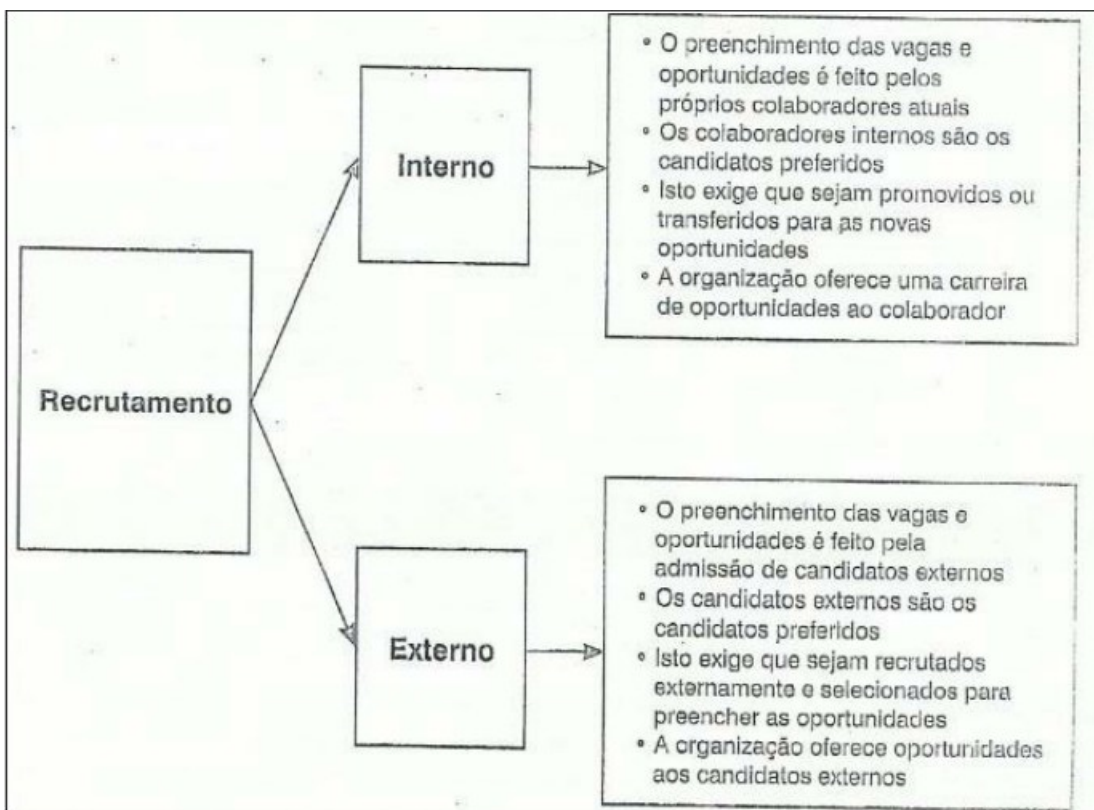 Recrutamento
Interno
• O preenchimento das vagas e
oportunidades é feito pelos
próprios colaboradores atuais
• Os colaboradores internos são os
candidatos preferidos
• Isto exige que sejam promovidos ou
transferidos para as novas
oportunidades
• A organização oferece uma carreira
de oportunidades ao colaborador
Externo
• O preenchimento das vagas e
oportunidades é feito pela
admissão de candidatos externos
• Os candidatos externos são os
candidatos preferidos
• Isto exige que sejam recrutados
externamente e selecionados para
preencher as oportunidades
• A organização oferece oportunidades
aos candidatos externos